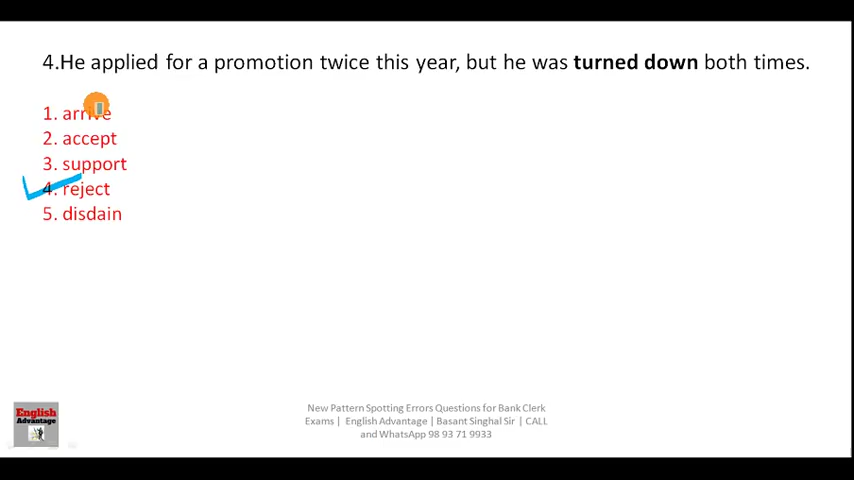 4.He applied for a promotion twice this year, but he was turned down both times.
1. arrive
2. accept
3. support
4. reject
5. disdain
English
Advantage
New Pattern Spotting Errors Questions for Bank Clerk
Exams | English Advantage | Basant Singhal Sir | CALL
and WhatsApp 98 93 71 9933